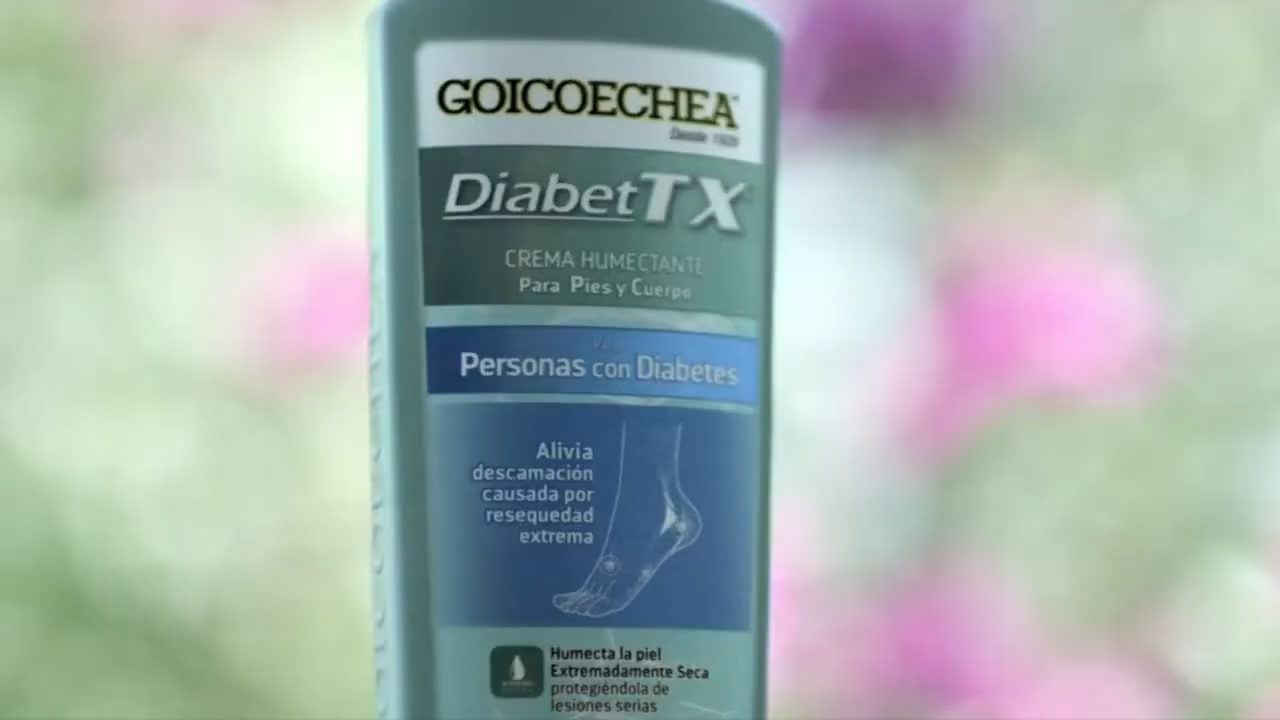 GOICOECHEA
Desde 1920
DiabetTX
CREMA HUMECTANTE
Para Pies y Cuerpo
Personas con Diabetes
Alivia
descamación
causada por
resequedad
extrema
Humecta la piel
Extremadamente Seca
protegiéndola de
lesiones serias